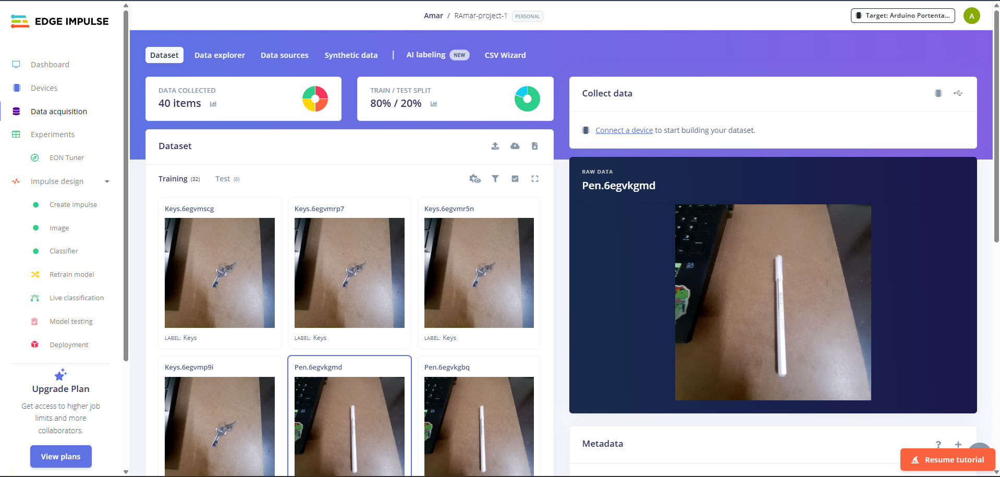 EDGE IMPULSE
Amar / RAmar-project-1 PERSONAL
Target: Arduino Portenta...
A
Dashboard
Devices
Data acquisition
Experiments
EON Tuner
Impulse design
Create impulse
Image
Classifier
Retrain model
Live classification
Model testing
Deployment
Upgrade Plan
Get access to higher job
limits and more
collaborators.
View plans
Dataset Data explorer Data sources Synthetic data | AI labeling NEW CSV Wizard
DATA COLLECTED
40 items
TRAIN / TEST SPLIT
80% / 20%
Collect data
Connect a device to start building your dataset.
Dataset
Training (32) Test (8)
Keys.6egvmscg
LABEL: Keys
Keys.6egvmrp7
LABEL: Keys
Keys.6egvmr5n
LABEL: Keys
Keys.6egvmp9i
Pen.6egvkgmd
Pen.6egvkgbq
RAW DATA
Pen.6egvkgmd
Metadata
? +
Resume tutorial